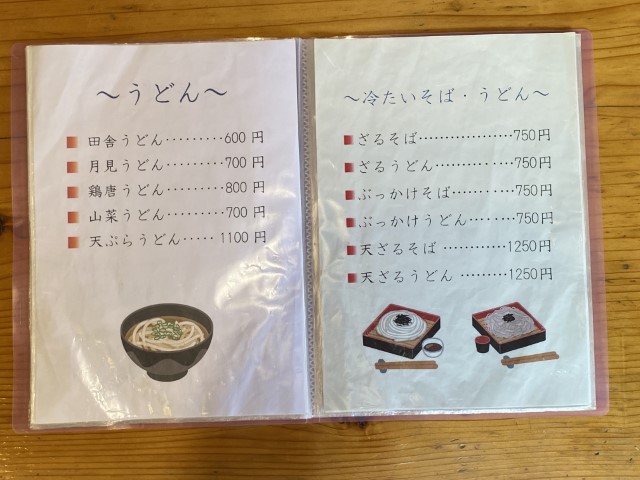 ～うどん～
田舎うどん･････････600円
月見うどん･････････700円
鶏唐うどん･････････800円
山菜うどん･････････700円
天ぷらうどん･････1100円
～冷たいそば・うどん～
ざるそば･･････････････････750円
ざるうどん･･･････････････750円
ぶっかけそば･･･････････750円
ぶっかけうどん･････････750円
天ざるそば･･･････････1250円
天ざるうどん･････････1250円